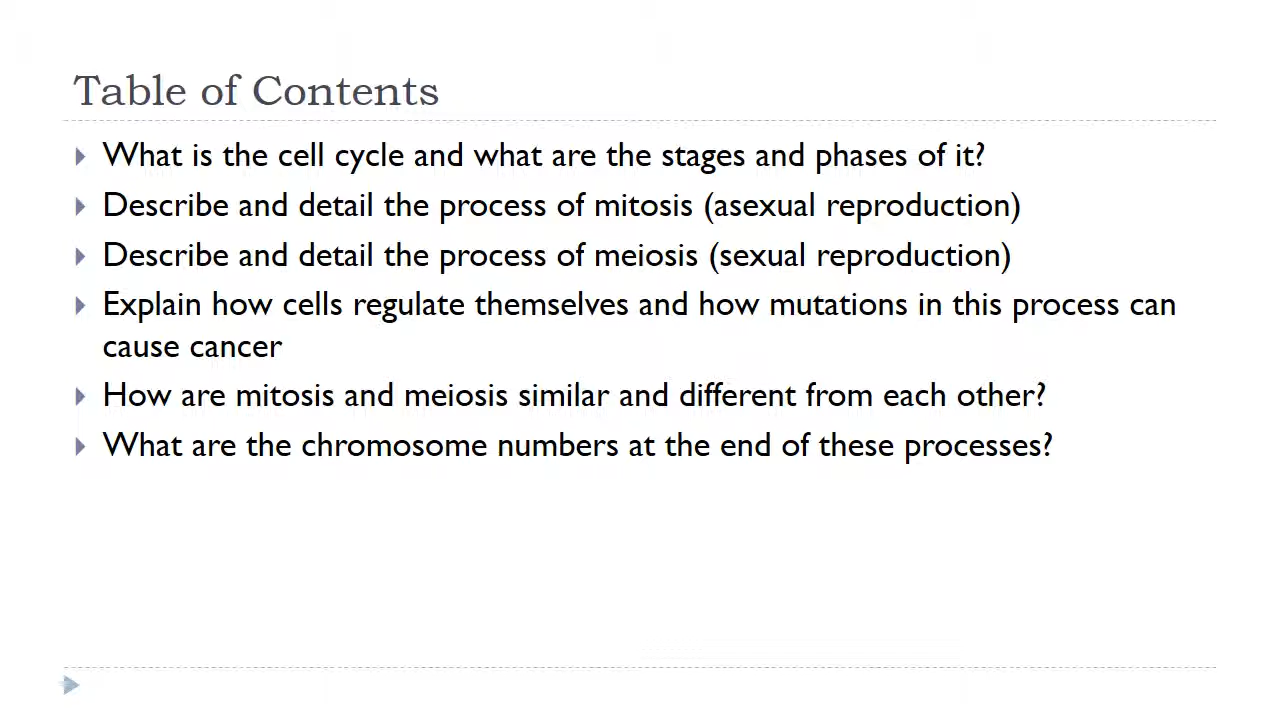 Table of Contents
What is the cell cycle and what are the stages and phases of it?
Describe and detail the process of mitosis (asexual reproduction)
Describe and detail the process of meiosis (sexual reproduction)
Explain how cells regulate themselves and how mutations in this process can
cause cancer
How are mitosis and meiosis similar and different from each other?
What are the chromosome numbers at the end of these processes?